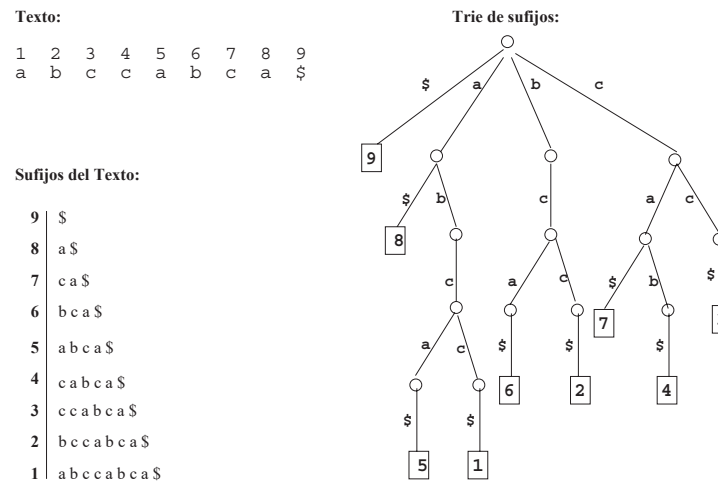 Texto:
1 2 3 4 5 6 7 8 9
a b c c a b c a $
Sufijos del Texto:
9 $
8 a $
7 c a $
6 b c a $
5 a b c a $
4 c a b c a $
3 c c a b c a $
2 b c c a b c a $
1 a b c c a b c a $
Trie de sufijos:
$ a b c
9
$ b c a c
8
c a c $ b $
7
a c $ $ $
6 2 4
$ $
5 1